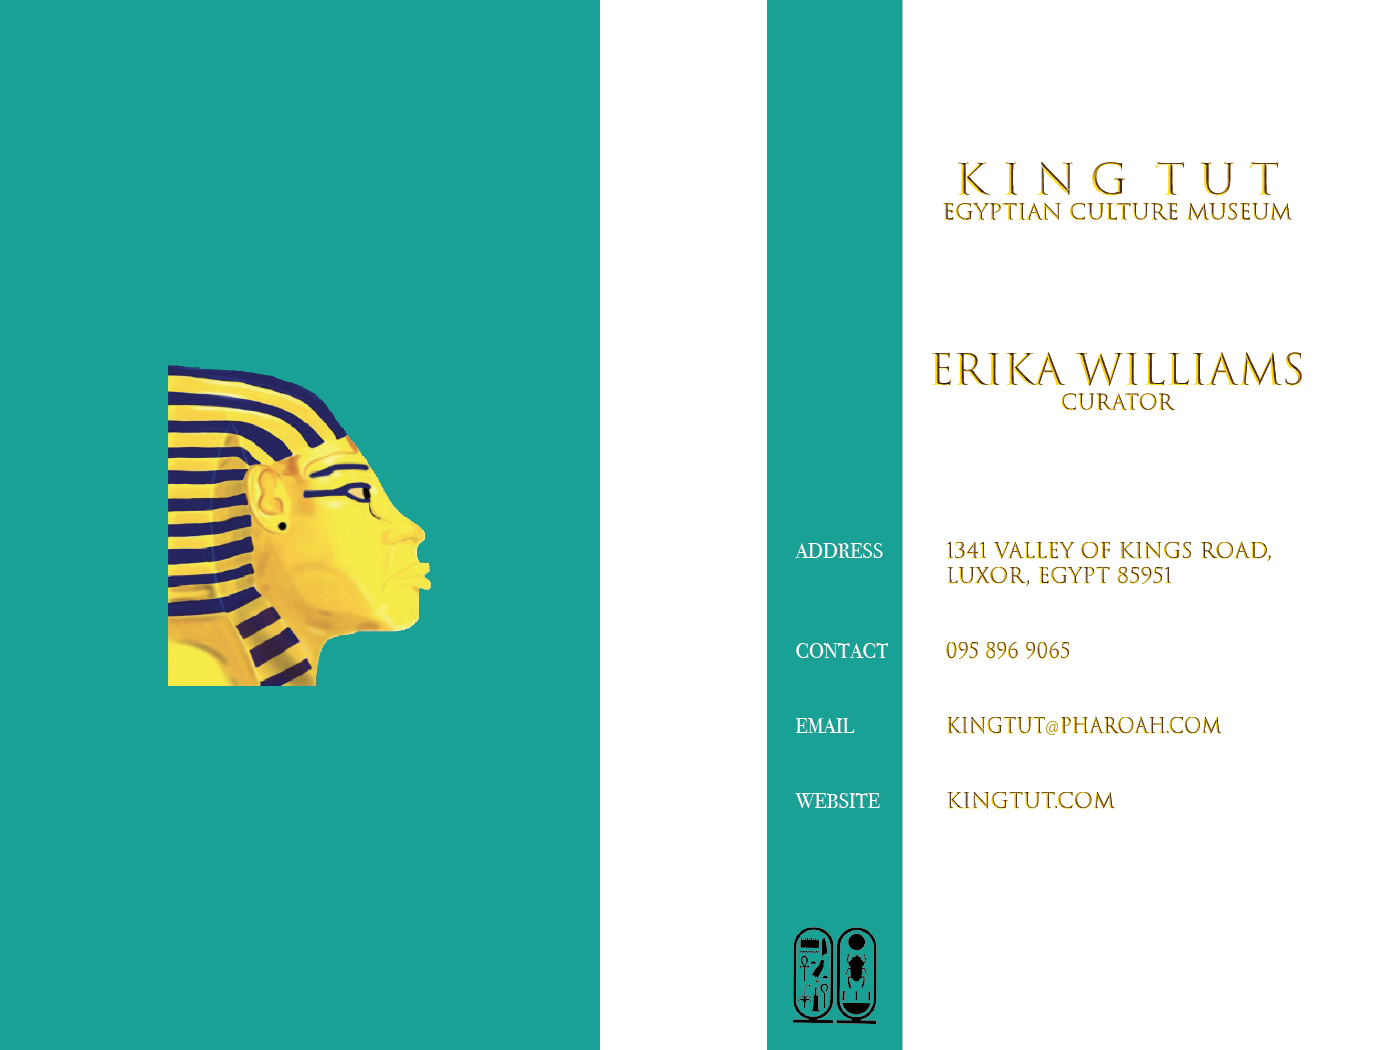 KING TUT
EGYPTIAN CULTURE MUSEUM
ERIKA WILLIAMS
CURATOR
ADDRESS 1341 VALLEY OF KINGS ROAD,
LUXOR, EGYPT 85951
CONTACT 095 896 9065
EMAIL KINGTUT@PHAROAH.COM
WEBSITE KINGTUT.COM